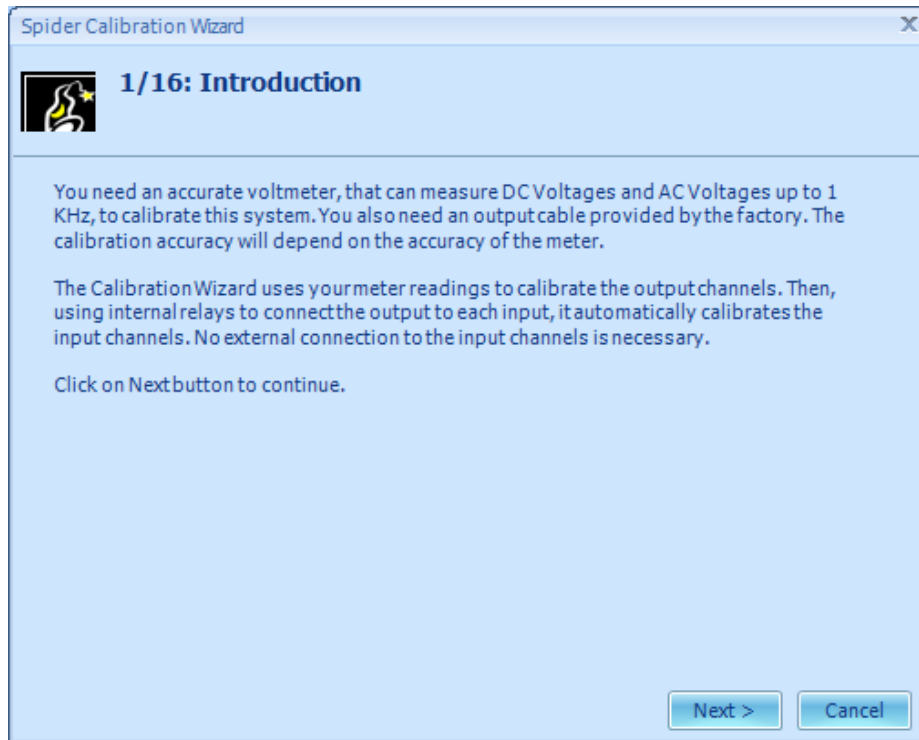 Spider Calibration Wizard
X
1/16: Introduction
You need an accurate voltmeter, that can measure DC Voltages and AC Voltages up to 1
KHz, to calibrate this system. You also need an output cable provided by the factory. The
calibration accuracy will depend on the accuracy of the meter.
The Calibration Wizard uses your meter readings to calibrate the output channels. Then,
using internal relays to connect the output to each input, it automatically calibrates the
input channels. No external connection to the input channels is necessary.
Click on Next button to continue.
Next >
Cancel